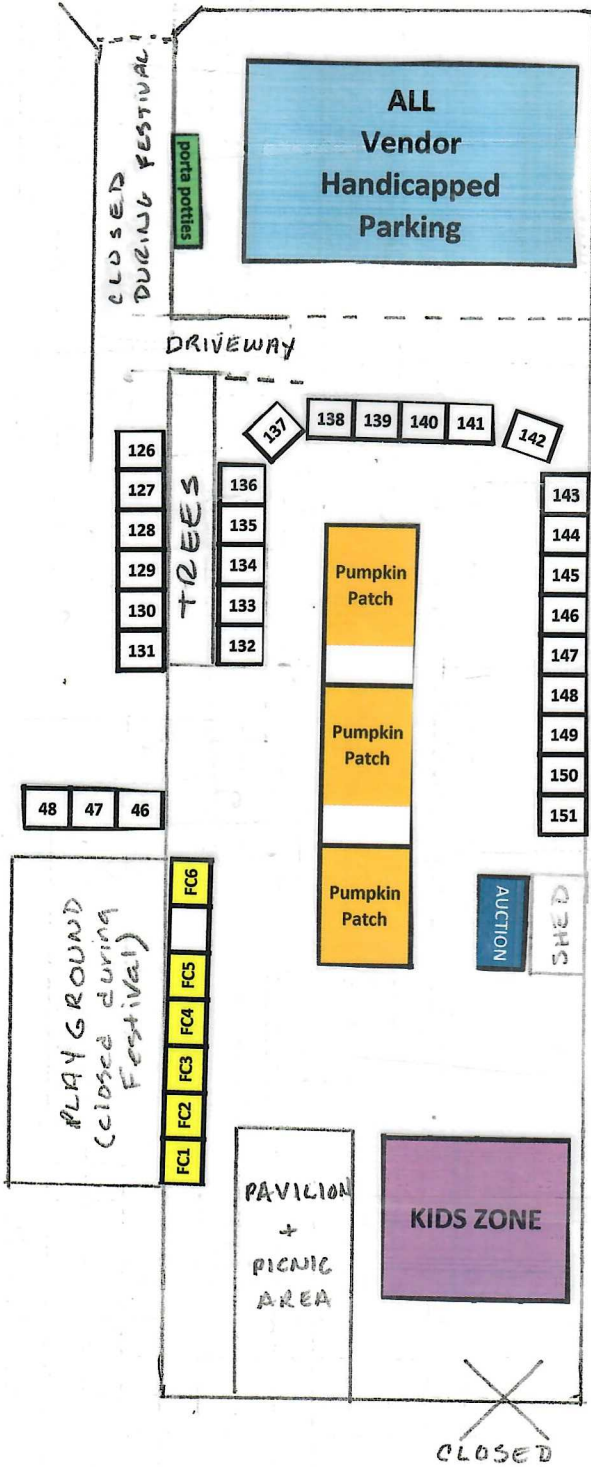 CLOSED
DURING FESTIVAL
porta potties
ALL
Vendor
Handicapped
Parking
DRIVEWAY
137
138
139
140
141
142
126
127
128
129
130
131
TREES
136
135
134
133
132
143
144
145
146
147
148
149
150
151
Pumpkin
Patch
Pumpkin
Patch
Pumpkin
Patch
48
47
46
PLAYGROUND
(closed during
Festival)
FC6
FC5
FC4
FC3
FC2
FC1
AUCTION
SHED
PAVILION
+
PICNIC
AREA
KIDS ZONE
CLOSED